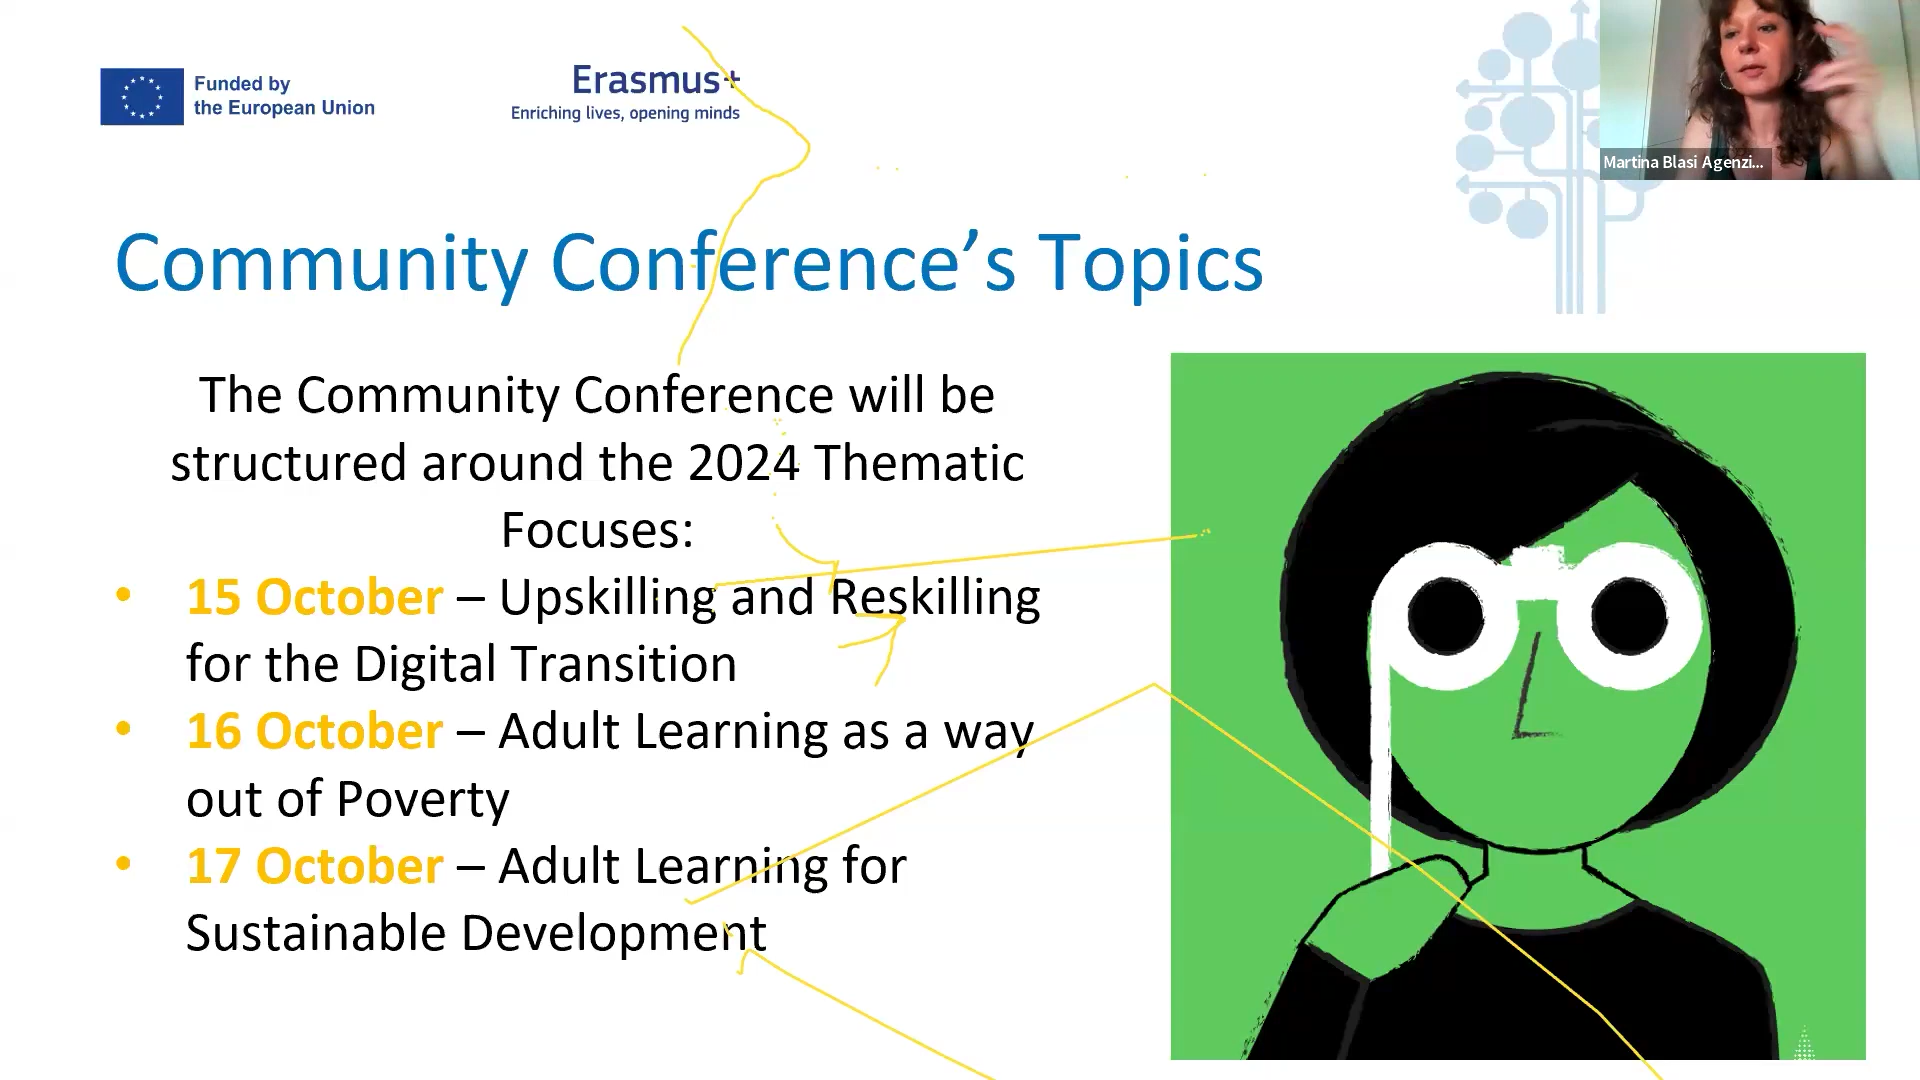 Funded by
the European Union
Erasmus+
Enriching lives, opening minds
Martina Blasi Agenzi...
Community Conference’s Topics
The Community Conference will be
structured around the 2024 Thematic
Focuses:
• 15 October – Upskilling and Reskilling
for the Digital Transition
• 16 October – Adult Learning as a way
out of Poverty
• 17 October – Adult Learning for
Sustainable Development